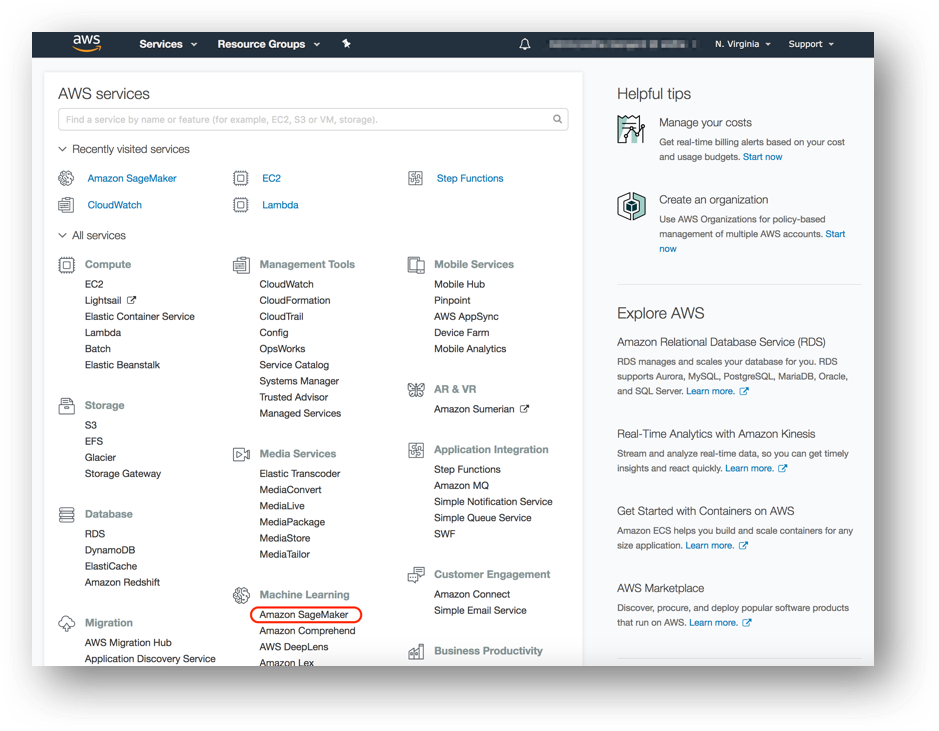 aws
Services
Resource Groups
N. Virginia
Support
AWS services
Find a service by name or feature (for example, EC2, S3 or VM, storage).
Recently visited services
Amazon SageMaker
EC2
Step Functions
CloudWatch
Lambda
All services
Compute
EC2
Lightsail
Elastic Container Service
Lambda
Batch
Elastic Beanstalk
Storage
S3
EFS
Glacier
Storage Gateway
Database
RDS
DynamoDB
ElastiCache
Amazon Redshift
Migration
AWS Migration Hub
Application Discovery Service
Management Tools
CloudWatch
CloudFormation
CloudTrail
Config
OpsWorks
Service Catalog
Systems Manager
Trusted Advisor
Managed Services
Media Services
Elastic Transcoder
MediaConvert
MediaLive
MediaPackage
MediaStore
MediaTailor
Machine Learning
Amazon SageMaker
Amazon Comprehend
AWS DeepLens
Amazon Lex
Mobile Services
Mobile Hub
Pinpoint
AWS AppSync
Device Farm
Mobile Analytics
AR & VR
Amazon Sumerian
Application Integration
Step Functions
Amazon MQ
Simple Notification Service
Simple Queue Service
SWF
Customer Engagement
Amazon Connect
Simple Email Service
Business Productivity
Helpful tips
Manage your costs
Get real-time billing alerts based on your cost
and usage budgets. Start now
Create an organization
Use AWS Organizations for policy-based
management of multiple AWS accounts. Start
now
Explore AWS
Amazon Relational Database Service (RDS)
RDS manages and scales your database for you. RDS
supports Aurora, MySQL, PostgreSQL, MariaDB, Oracle,
and SQL Server. Learn more.
Real-Time Analytics with Amazon Kinesis
Stream and analyze real-time data, so you can get timely
insights and react quickly. Learn more.
Get Started with Containers on AWS
Amazon ECS helps you build and scale containers for any
size application. Learn more.
AWS Marketplace
Discover, procure, and deploy popular software products
that run on AWS. Learn more.